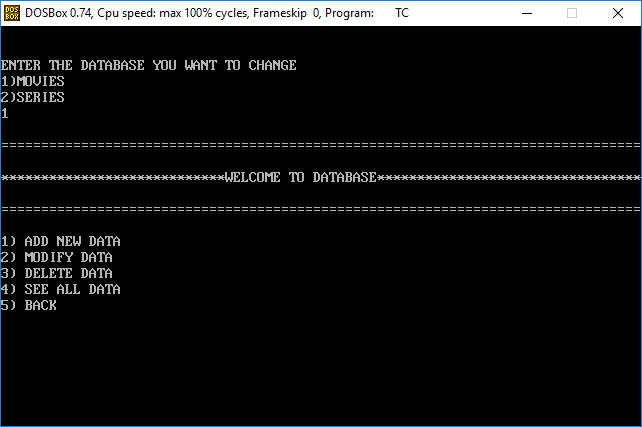 DOS BOX DOSBox 0.74, Cpu speed: max 100% cycles, Frameskip 0, Program: TC
ENTER THE DATABASE YOU WANT TO CHANGE
1)MOVIES
2)SERIES
1
================================================================================
****************************WELCOME TO DATABASE*********************************
================================================================================
1) ADD NEW DATA
2) MODIFY DATA
3) DELETE DATA
4) SEE ALL DATA
5) BACK